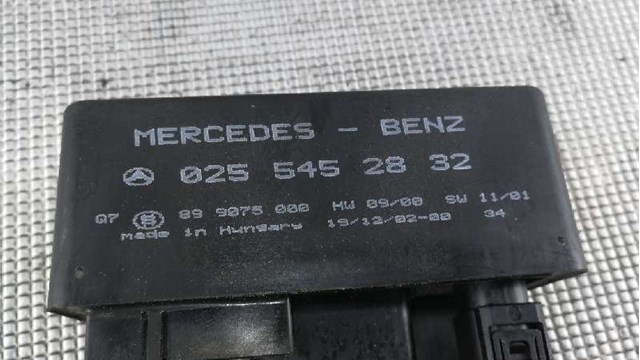 MERCEDES - BENZ
025 545 28 32
Q7 89 9075 000 HW 09/00 SW 11/01
made in Hungary 19/12/02-00 34